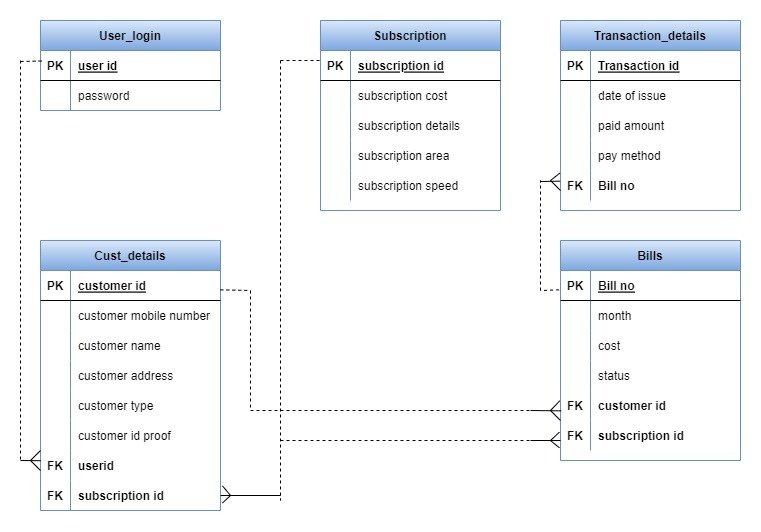 User_login
PK user id
password
Subscription
PK subscription id
subscription cost
subscription details
subscription area
subscription speed
Transaction_details
PK Transaction id
date of issue
paid amount
pay method
FK Bill no
Cust_details
PK customer id
customer mobile number
customer name
customer address
customer type
customer id proof
FK userid
FK subscription id
Bills
PK Bill no
month
cost
status
FK customer id
FK subscription id